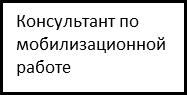 Консультант по
мобилизационной
работе